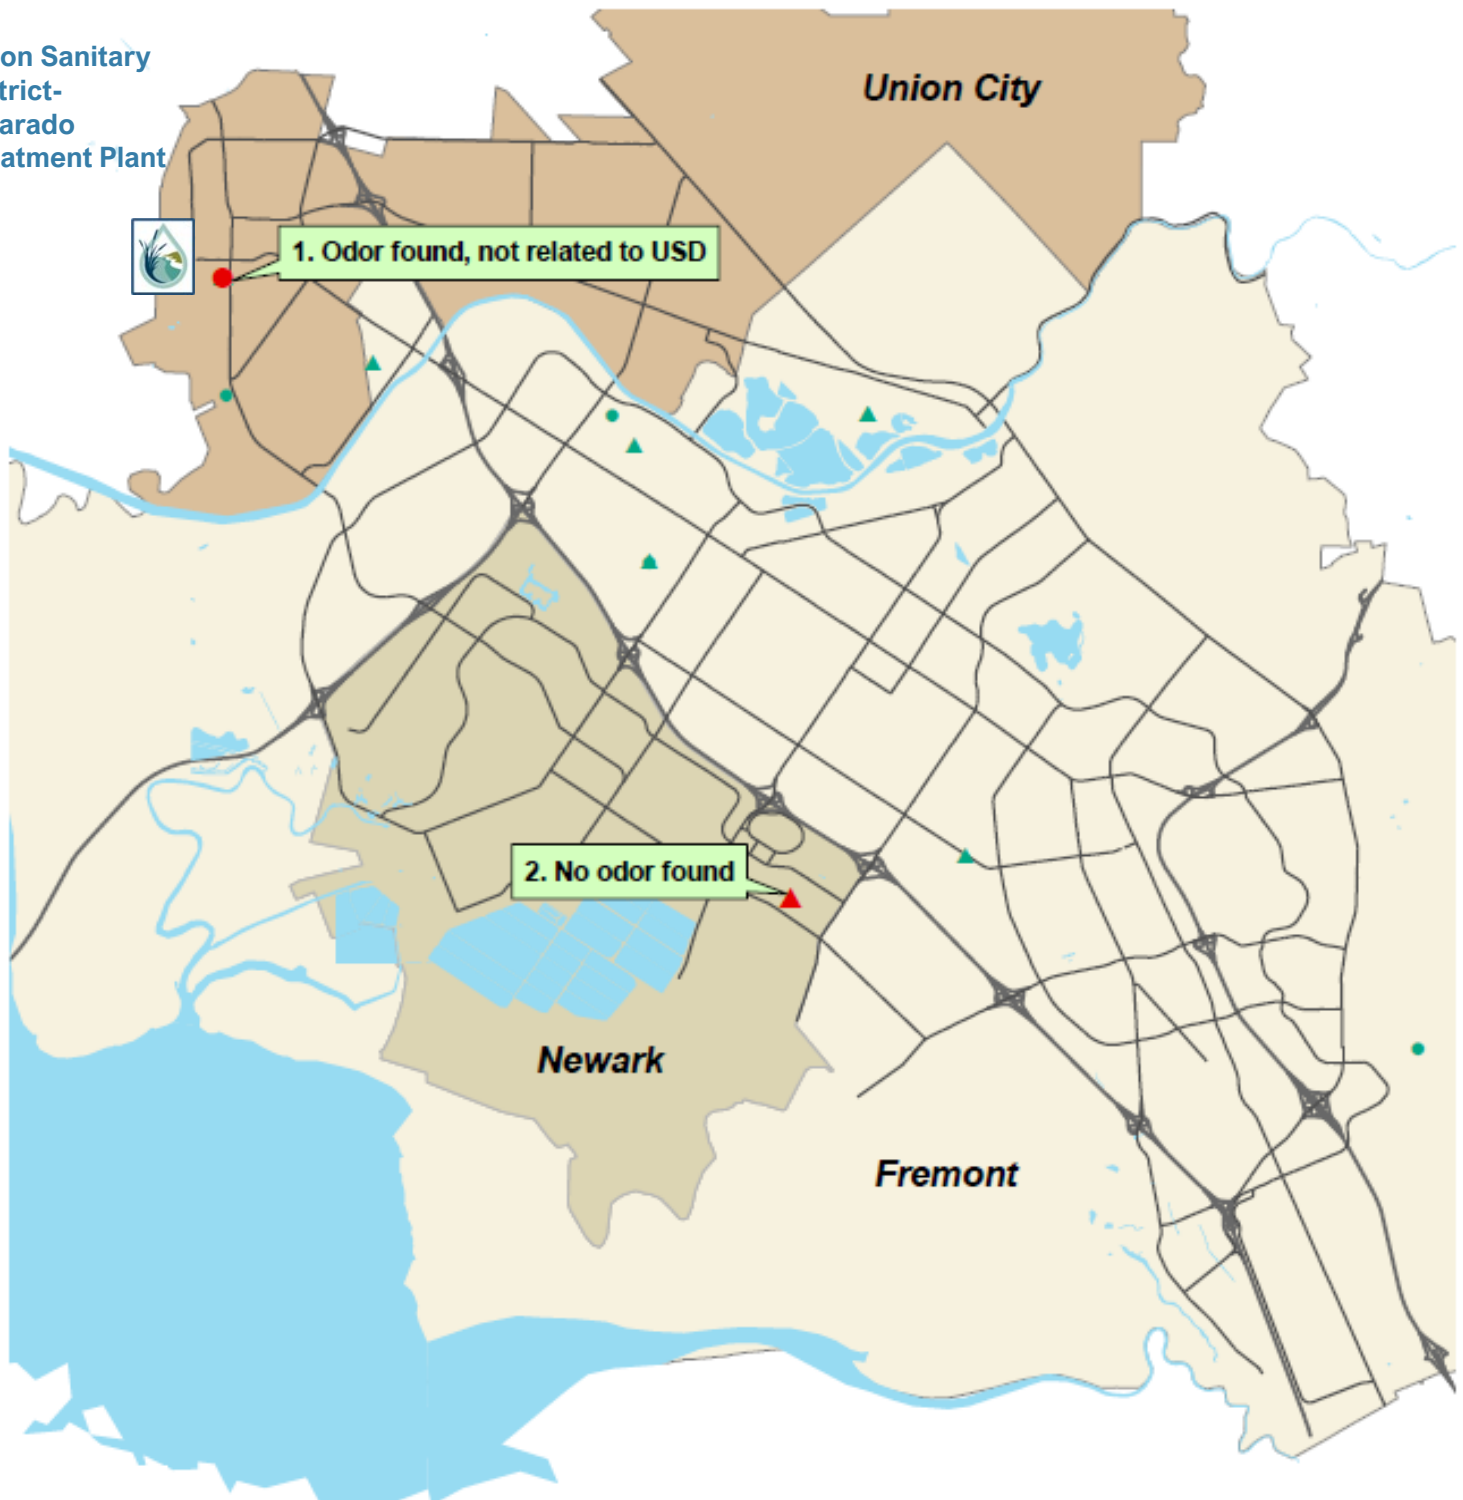 on Sanitary
trict-
arado
atment Plant
Union City
1. Odor found, not related to USD
2. No odor found
Newark
Fremont